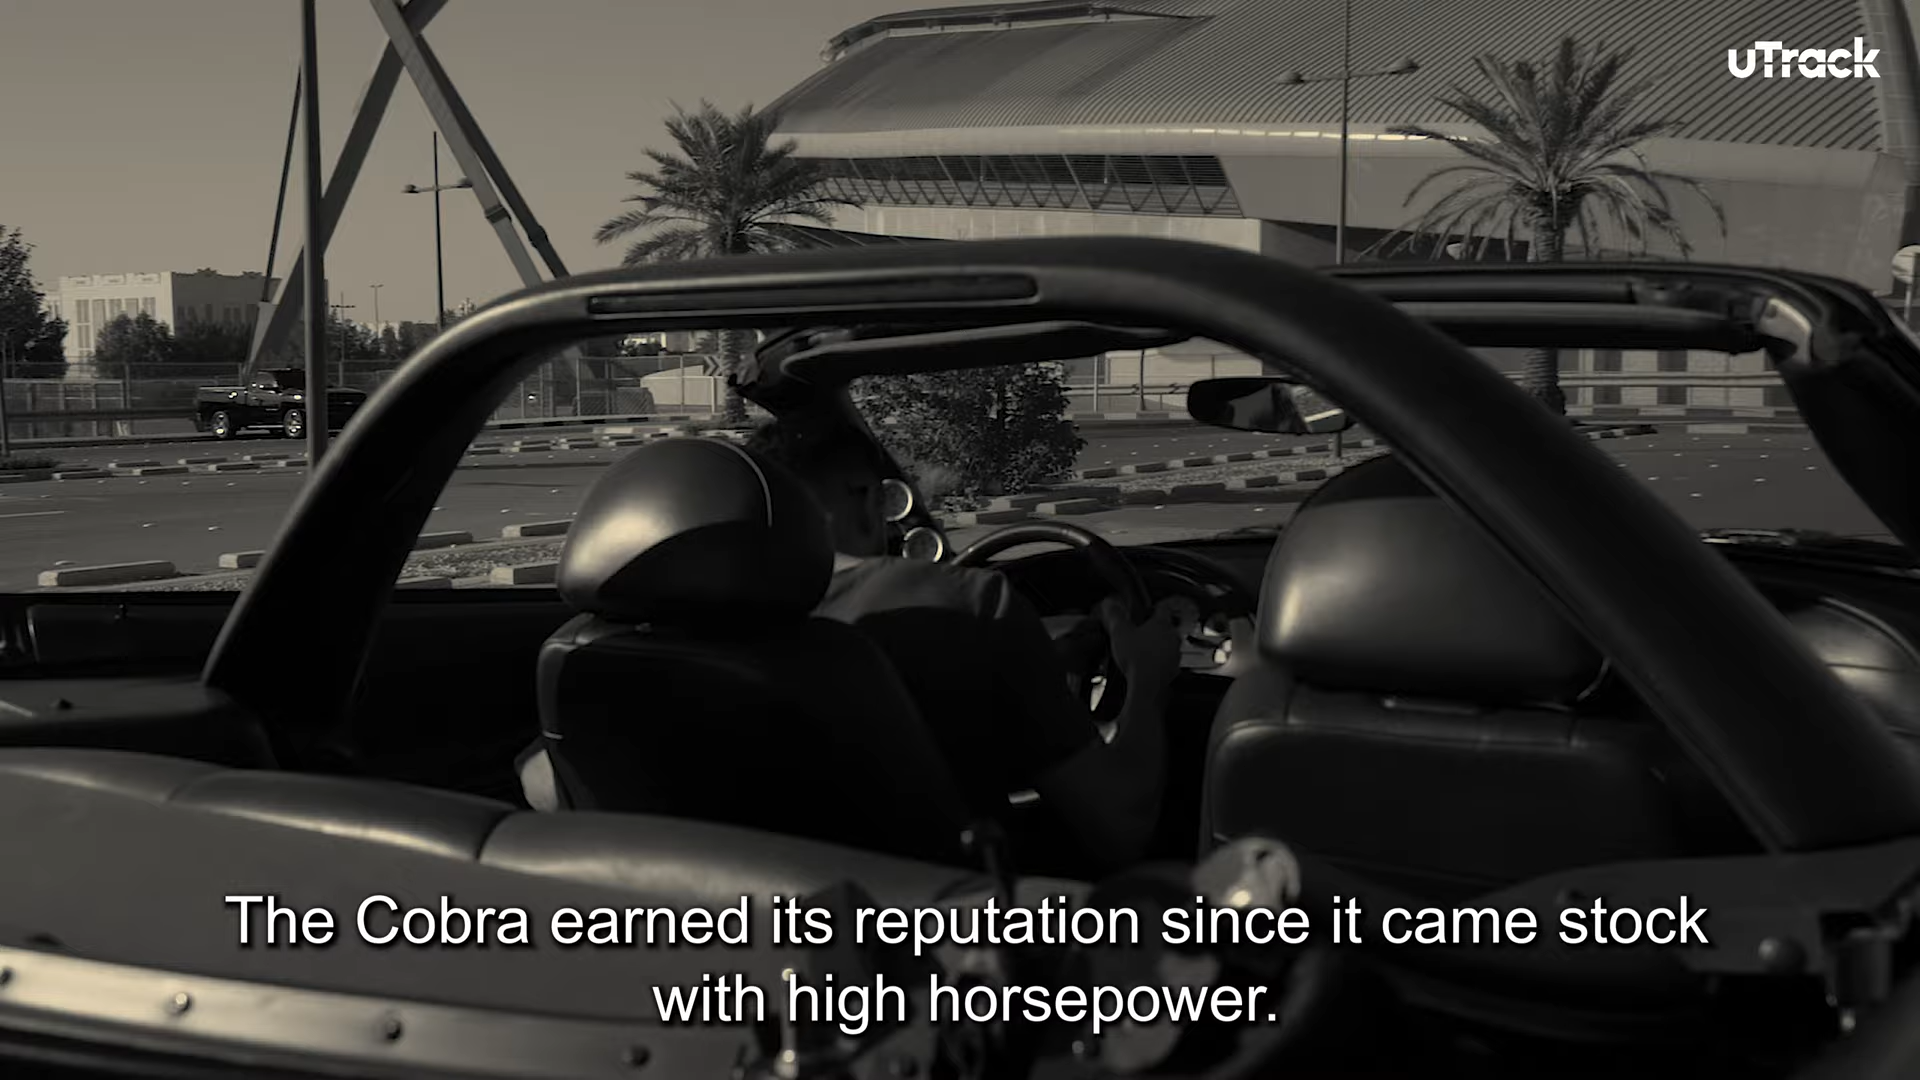 uTrack
The Cobra earned its reputation since it came stock
with high horsepower.